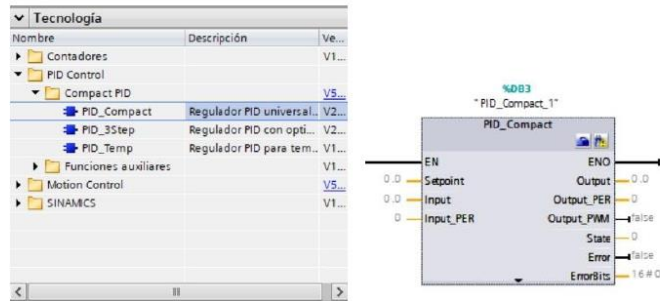 Tecnología
Nombre Descripción Ve...
Contadores V1...
PID Control
Compact PID V5...
PID_Compact Regulador PID universal... V2...
PID_3Step Regulador PID con opti... V2...
PID_Temp Regulador PID para tem... V1...
Funciones auxiliares V1...
Motion Control V5...
SINAMICS V1...
%DB3
"PID_Compact_1"
PID_Compact
EN ENO
0.0 Setpoint Output 0.0
0.0 Input Output_PER 0
0 Input_PER Output_PWM false
State 0
Error false
ErrorBits 16#0